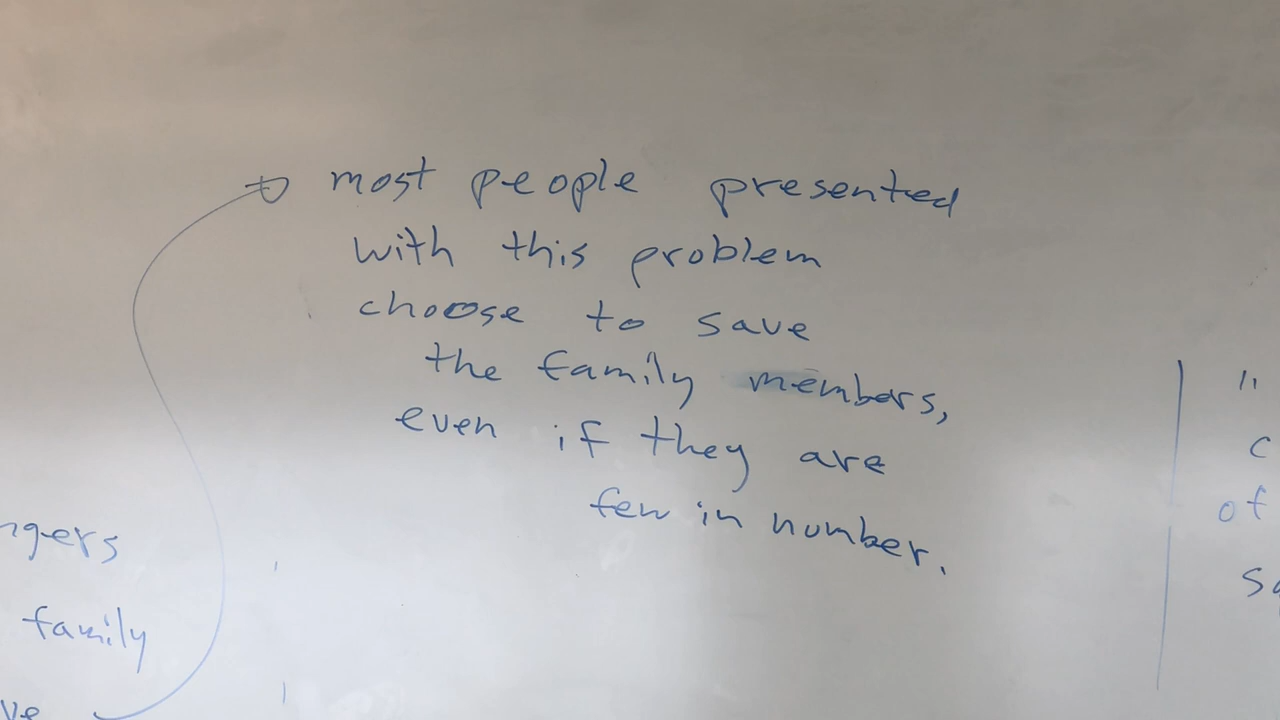 most people presented
with this problem
choose to save
the family members,
even if they are
few in number.
family
of